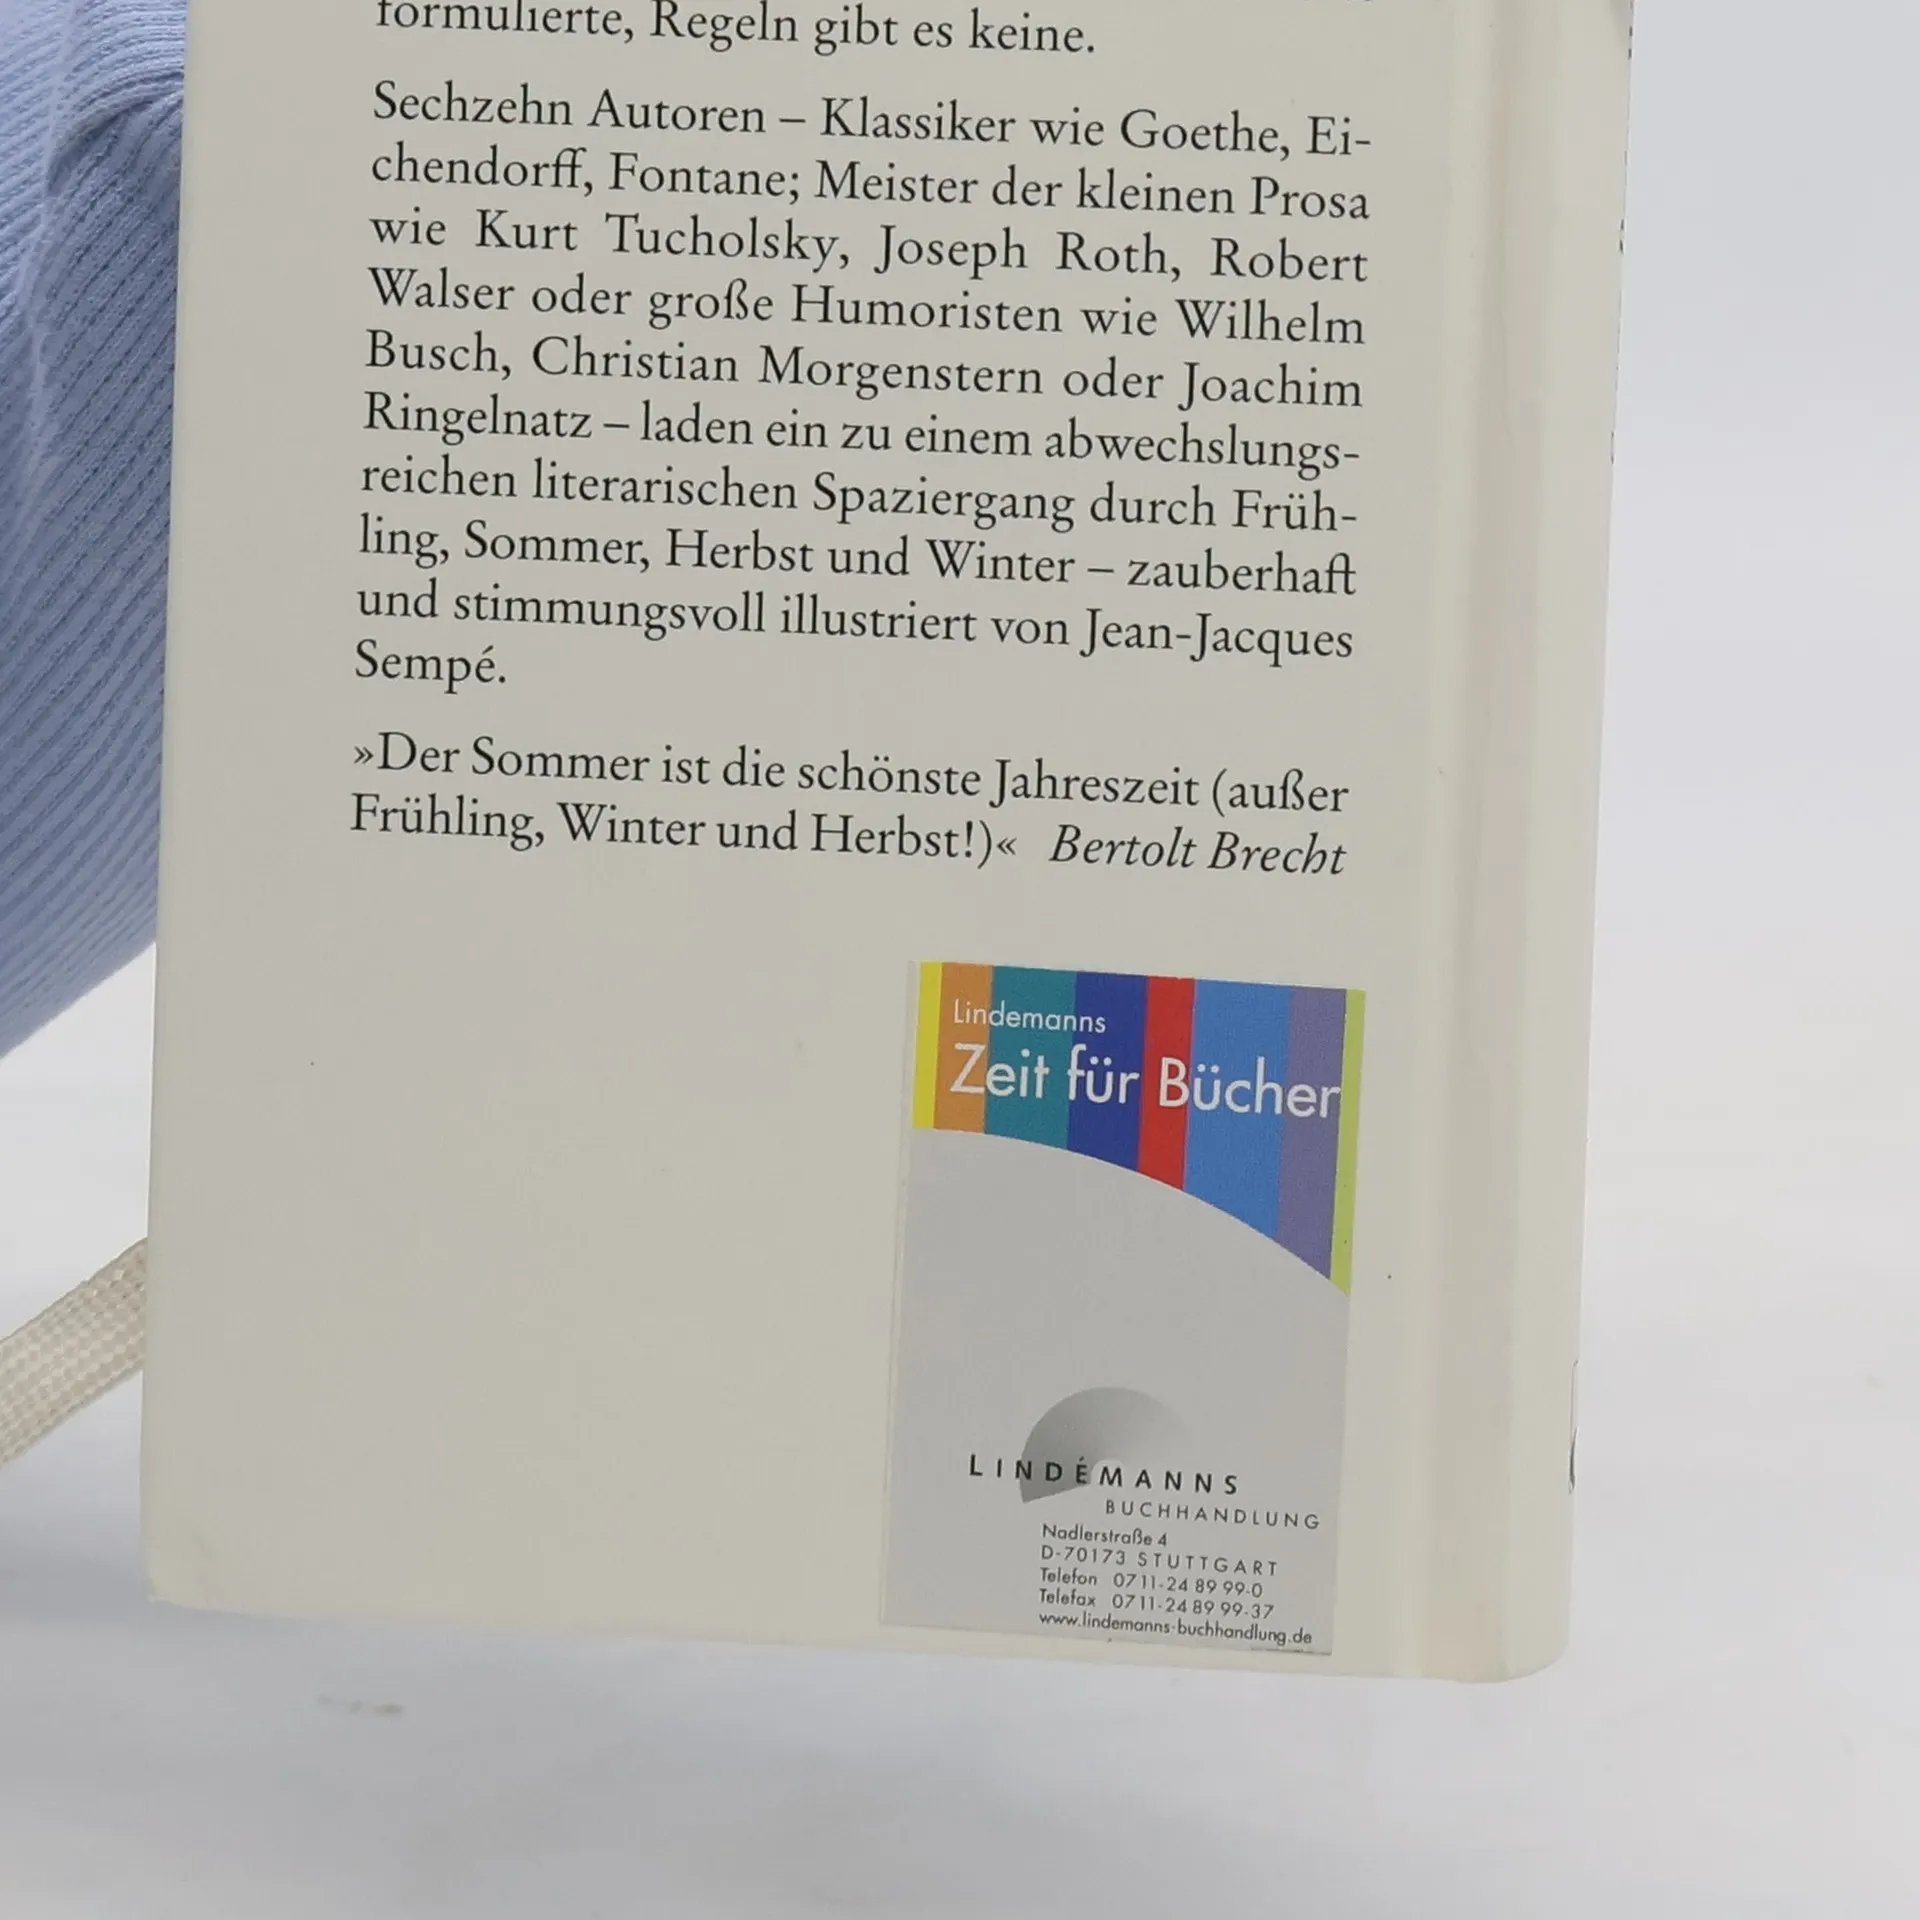 formulierte, Regeln gibt es keine.
Sechzehn Autoren – Klassiker wie Goethe, Ei-
chendorff, Fontane; Meister der kleinen Prosa
wie Kurt Tucholsky, Joseph Roth, Robert
Walser oder große Humoristen wie Wilhelm
Busch, Christian Morgenstern oder Joachim
Ringelnatz – laden ein zu einem abwechslungs-
reichen literarischen Spaziergang durch Früh-
ling, Sommer, Herbst und Winter – zauberhaft
und stimmungsvoll illustriert von Jean-Jacques
Sempé.
»Der Sommer ist die schönste Jahreszeit (außer
Frühling, Winter und Herbst!)« Bertolt Brecht
Lindemanns
Zeit für Bücher
LINDÉMANNS
BUCHHANDLUNG
Nadlerstraße 4
D-70173 STUTTGART
Telefon 0711-24 89 99-0
Telefax 0711-24 89 99-37
www.lindemanns-buchhandlung.de